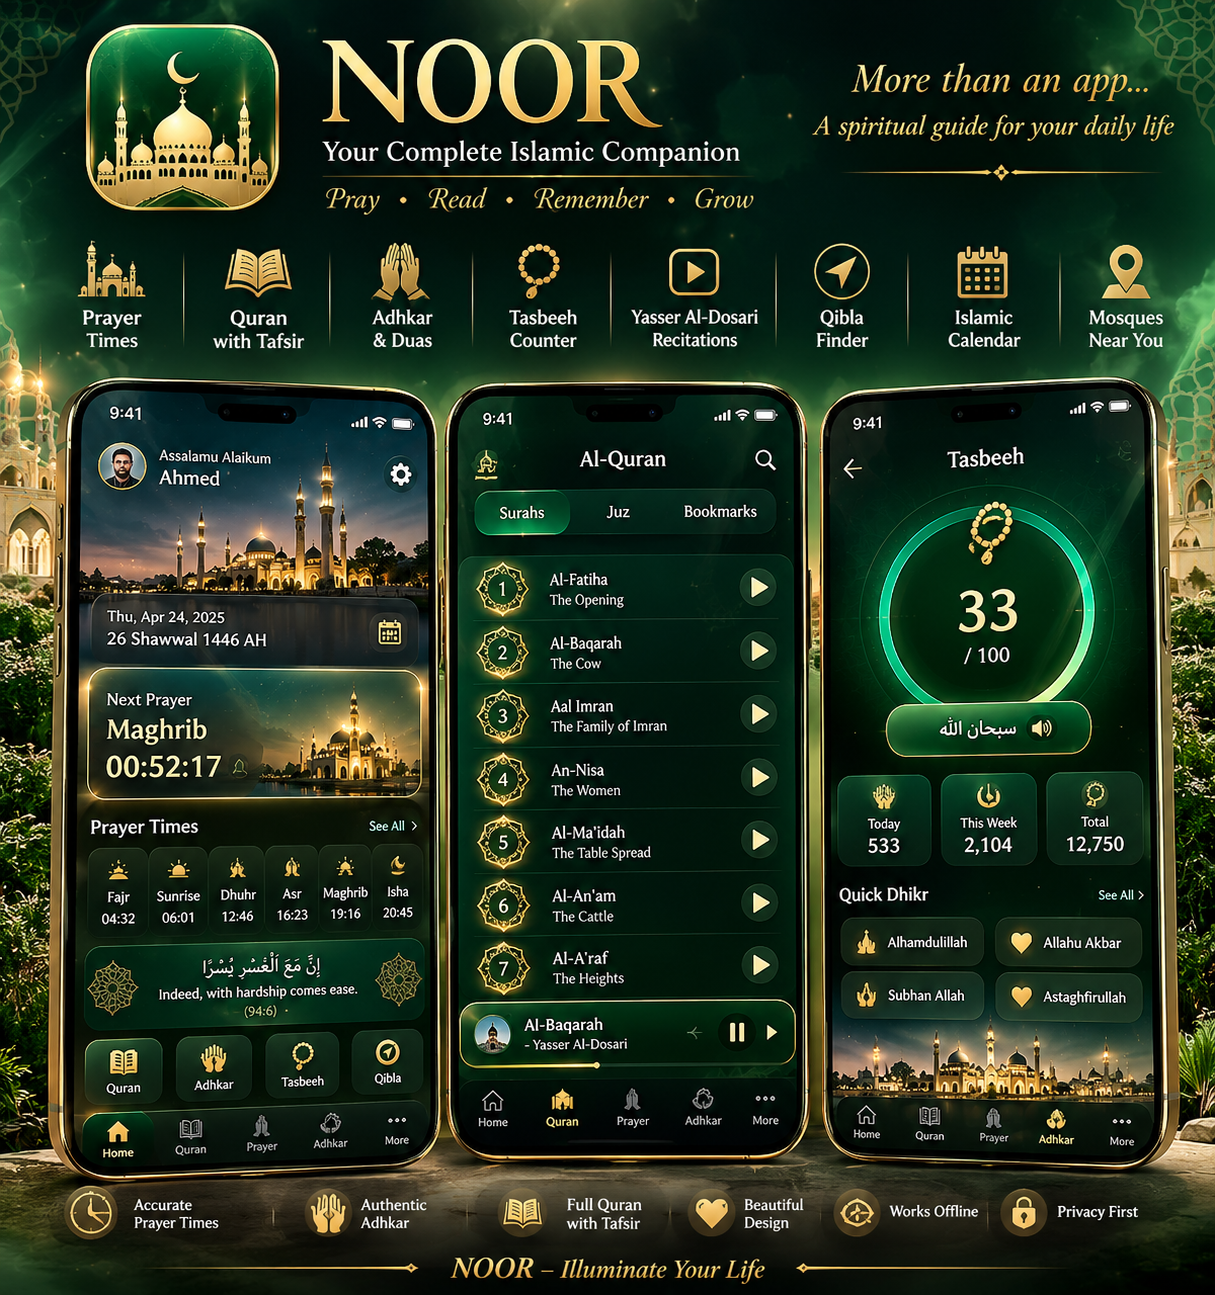 NOOR
Your Complete Islamic Companion
Pray • Read • Remember • Grow
More than an app...
A spiritual guide for your daily life
Prayer
Times
Quran
with Tafsir
Adhkar
& Duas
Tasbeeh
Counter
Yasser Al-Dosari
Recitations
Qibla
Finder
Islamic
Calendar
Mosques
Near You
9:41
Assalamu Alaikum
Ahmed
Thu, Apr 24, 2025
26 Shawwal 1446 AH
Next Prayer
Maghrib
00:52:17
Prayer Times
See All >
Fajr
04:32
Sunrise
06:01
Dhuhr
12:46
Asr
16:23
Maghrib
19:16
Isha
20:45
إِنَّ مَعَ الْعُسْرِ يُسْرًا
Indeed, with hardship comes ease.
(94:6)
Quran
Adhkar
Tasbeeh
Qibla
Home
Quran
Prayer
Adhkar
More
9:41
Al-Quran
Surahs
Juz
Bookmarks
1
Al-Fatiha
The Opening
2
Al-Baqarah
The Cow
3
Aal Imran
The Family of Imran
4
An-Nisa
The Women
5
Al-Ma'idah
The Table Spread
6
Al-An'am
The Cattle
7
Al-A'raf
The Heights
Al-Baqarah
- Yasser Al-Dosari
Home
Quran
Prayer
Adhkar
More
9:41
Tasbeeh
33
/ 100
سبحان الله
Today
533
This Week
2,104
Total
12,750
Quick Dhikr
See All >
Alhamdulillah
Allahu Akbar
Subhan Allah
Astaghfirullah
Home
Quran
Prayer
Adhkar
More
Accurate
Prayer Times
Authentic
Adhkar
Full Quran
with Tafsir
Beautiful
Design
Works Offline
Privacy First
NOOR – Illuminate Your Life